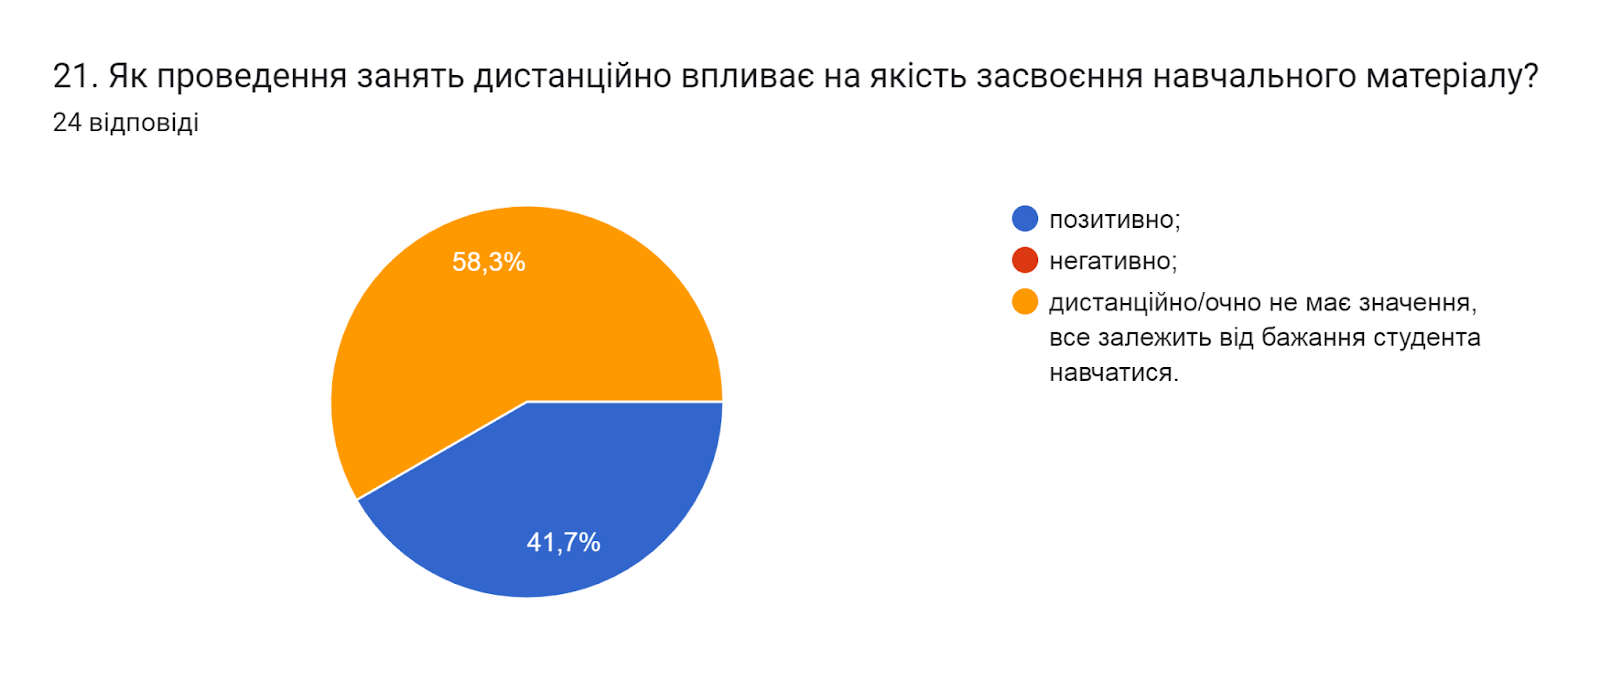 21. Як проведення занять дистанційно впливає на якість засвоєння навчального матеріалу?
24 відповіді
58,3%
41,7%
позитивно;
негативно;
дистанційно/очно не має значення,
все залежить від бажання студента
навчатися.